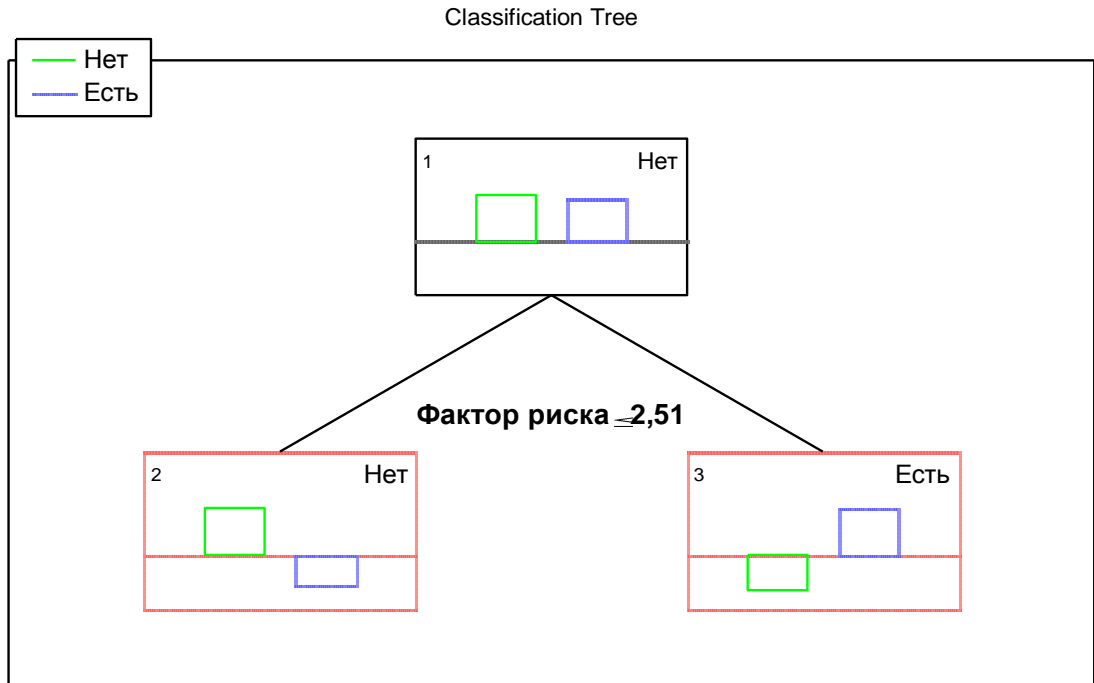 Classification Tree
Нет
Есть
1 Нет
Фактор риска ≤2,51
2 Нет
3 Есть